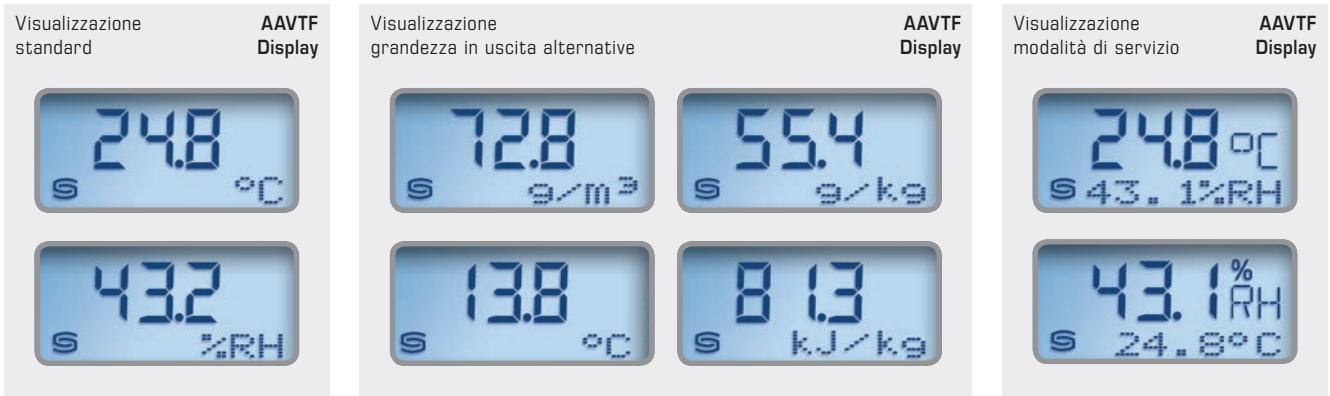 Visualizzazione
standard
AAVTF
Display
24.8
°C
43.2
%RH
Visualizzazione
grandezza in uscita alternative
AAVTF
Display
72.8
g/m³
55.4
g/kg
13.8
°C
81.3
kJ/kg
Visualizzazione
modalità di servizio
AAVTF
Display
24.8 °C
43.1%RH
43.1 % RH
24.8°C